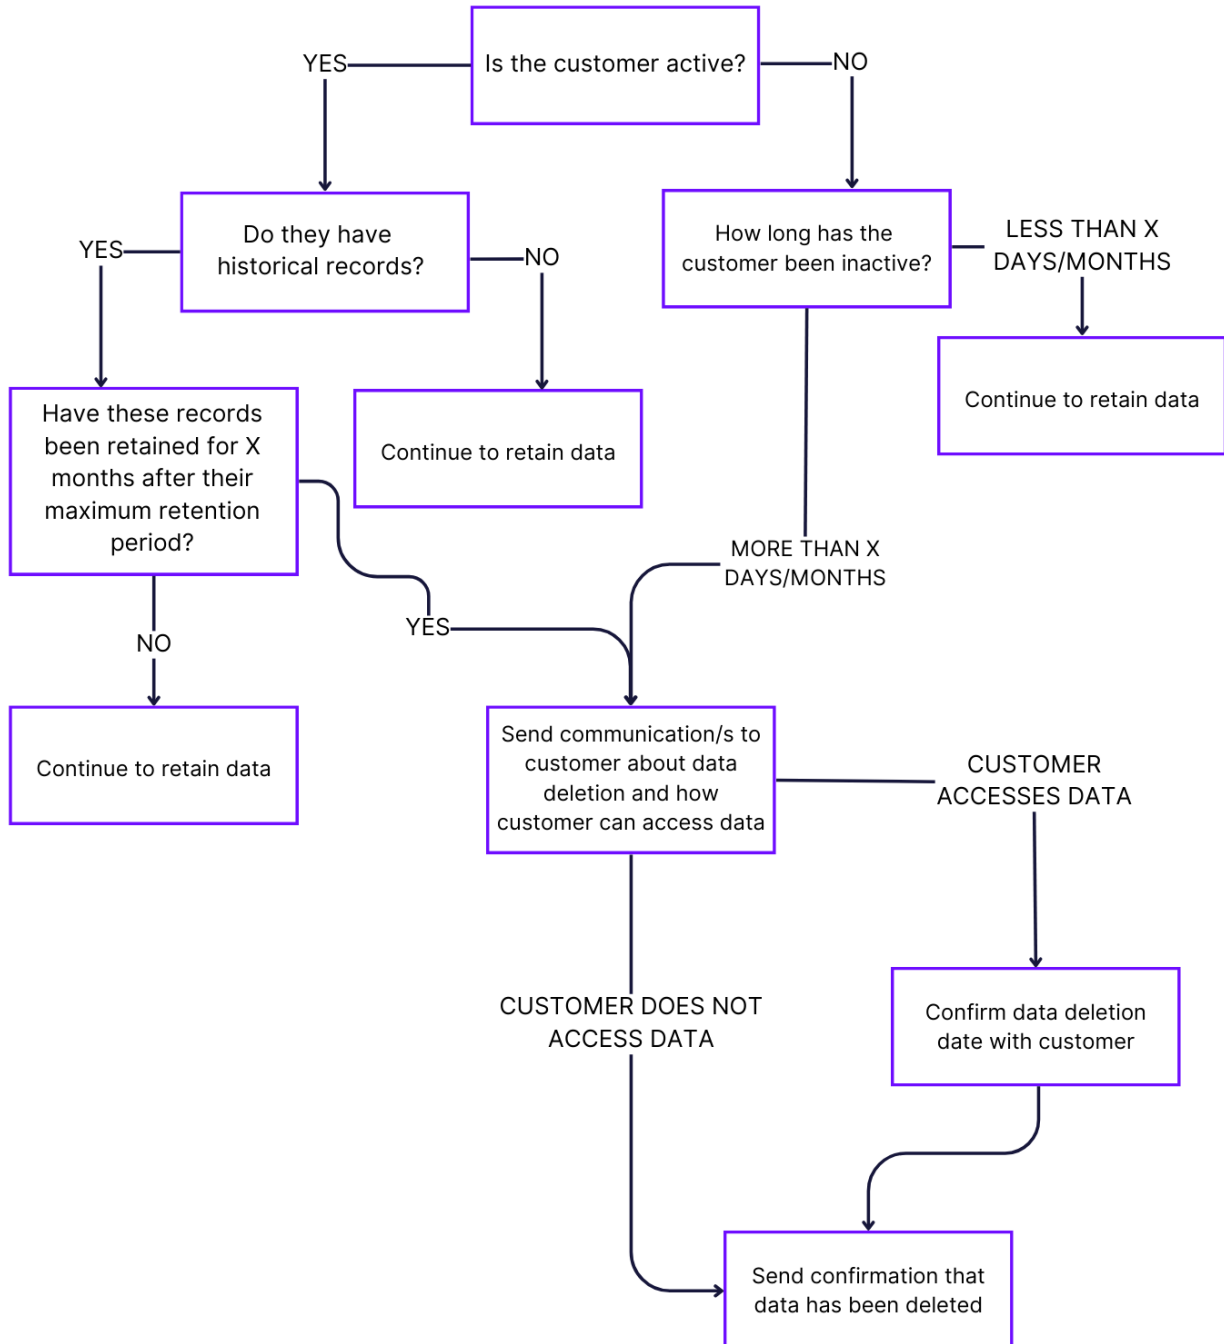 Is the customer active?
YES
NO
Do they have
historical records?
How long has the
customer been inactive?
LESS THAN X
DAYS/MONTHS
YES
NO
Continue to retain data
Have these records
been retained for X
months after their
maximum retention
period?
Continue to retain data
MORE THAN X
DAYS/MONTHS
YES
NO
Continue to retain data
Send communication/s to
customer about data
deletion and how
customer can access data
CUSTOMER
ACCESSES DATA
CUSTOMER DOES NOT
ACCESS DATA
Confirm data deletion
date with customer
Send confirmation that
data has been deleted